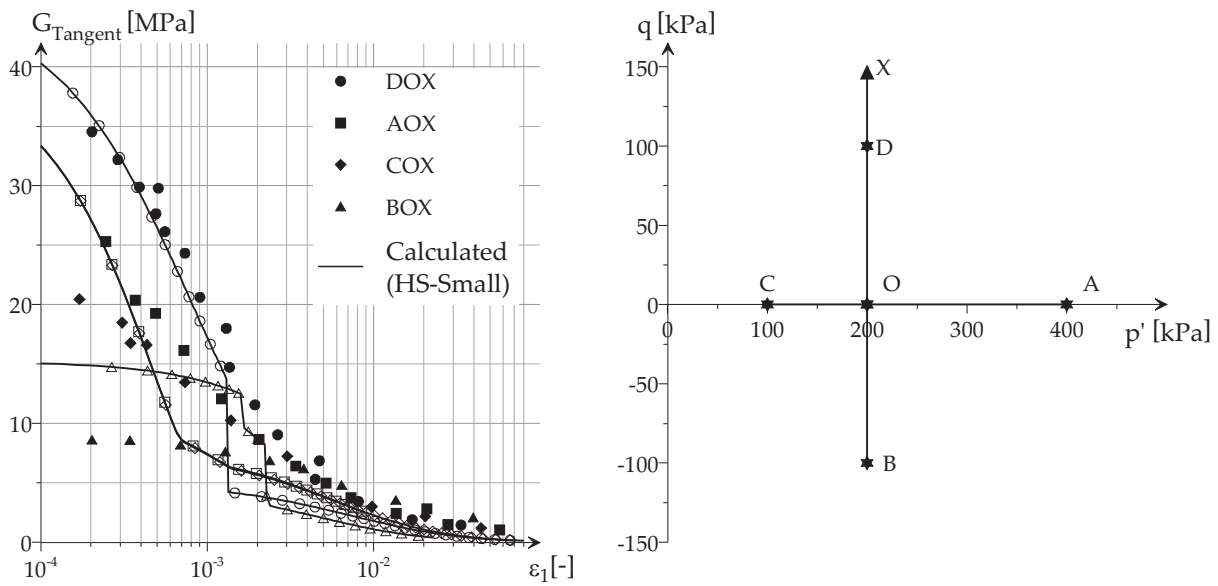 G_Tangent [MPa]
40
30
20
10
0
10⁻⁴
10⁻³
10⁻²
ε₁[-]
DOX
AOX
COX
BOX
Calculated
(HS-Small)
q [kPa]
150
100
50
0
-50
-100
-150
X
D
C
O
A
B
0
100
200
300
400
p' [kPa]